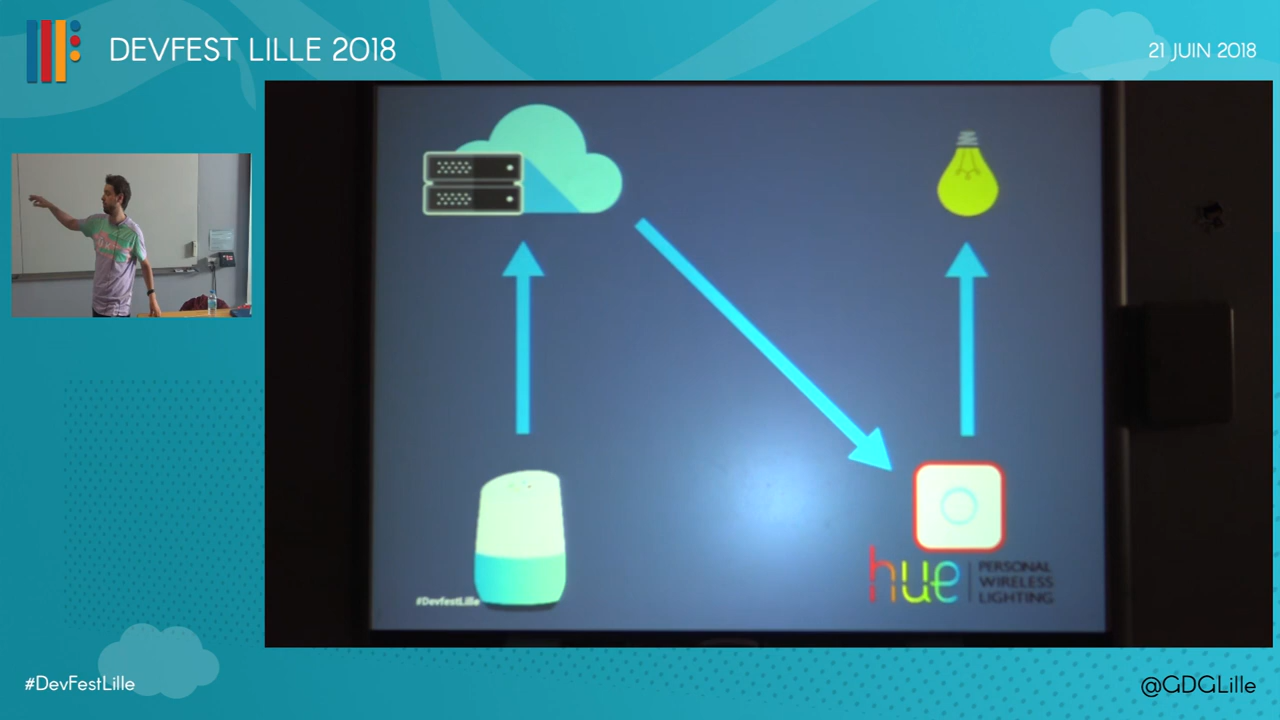 DEVFEST LILLE 2018
21 JUIN 2018
#DevfestLille
hue
PERSONAL
WIRELESS
LIGHTING
#DevFestLille
@GDGLille